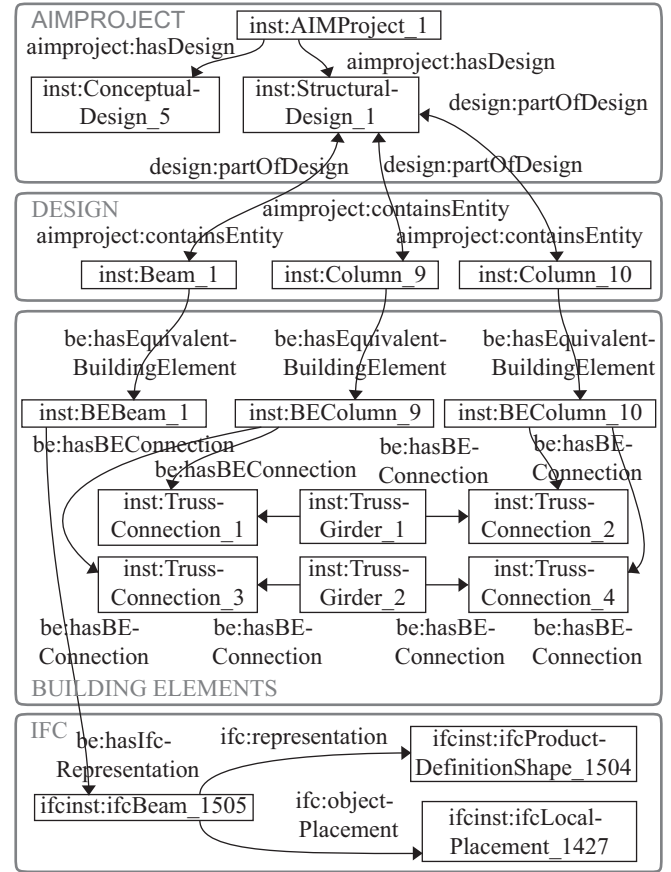 AIMPROJECT
inst:AIMProject_1
aimproject:hasDesign
aimproject:hasDesign
inst:Conceptual-
Design_5
inst:Structural-
Design_1
design:partOfDesign
design:partOfDesign
design:partOfDesign
DESIGN
aimproject:containsEntity
aimproject:containsEntity
aimproject:containsEntity
inst:Beam_1
inst:Column_9
inst:Column_10
be:hasEquivalent-
BuildingElement
be:hasEquivalent-
BuildingElement
be:hasEquivalent-
BuildingElement
inst:BEBeam_1
inst:BEColumn_9
inst:BEColumn_10
be:hasBEConnection
be:hasBEConnection
be:hasBE-
Connection
be:hasBE-
Connection
inst:Truss-
Connection_1
inst:Truss-
Girder_1
inst:Truss-
Connection_2
inst:Truss-
Connection_3
inst:Truss-
Girder_2
inst:Truss-
Connection_4
be:hasBE-
Connection
be:hasBE-
Connection
be:hasBE-
Connection
be:hasBE-
Connection
BUILDING ELEMENTS
IFC
be:hasIfc-
Representation
ifc:representation
ifcinst:ifcProduct-
DefinitionShape_1504
ifcinst:ifcBeam_1505
ifc:object-
Placement
ifcinst:ifcLocal-
Placement_1427